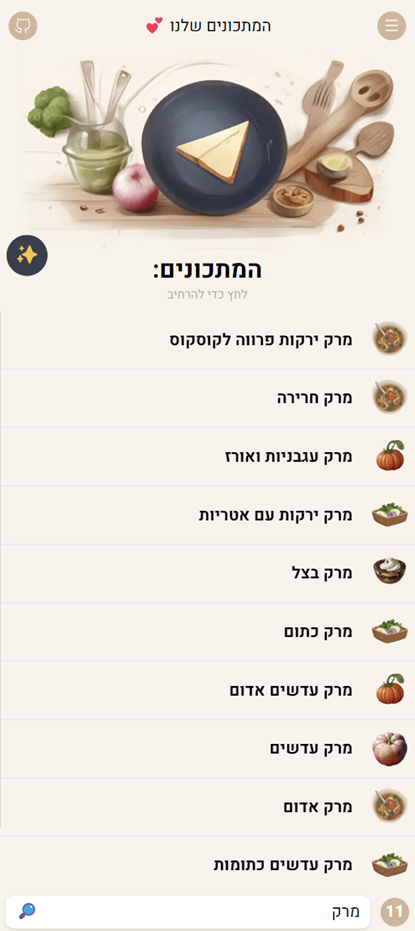 המתכונים שלנו 💕
המתכונים:
לחץ כדי להרחיב
מרק ירקות פרווה לקוסקוס
מרק חרירה
מרק עגבניות ואורז
מרק ירקות עם אטריות
מרק בצל
מרק כתום
מרק עדשים אדום
מרק עדשים
מרק אדום
מרק עדשים כתומות
11
מרק